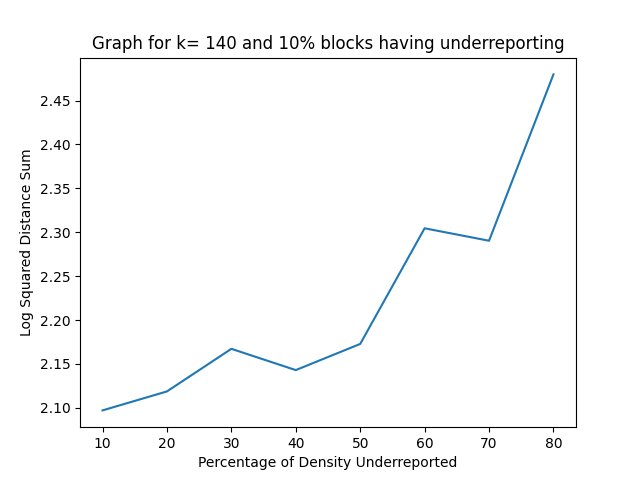 Graph for k= 140 and 10% blocks having underreporting
Log Squared Distance Sum
2.45
2.40
2.35
2.30
2.25
2.20
2.15
2.10
10 20 30 40 50 60 70 80
Percentage of Density Underreported